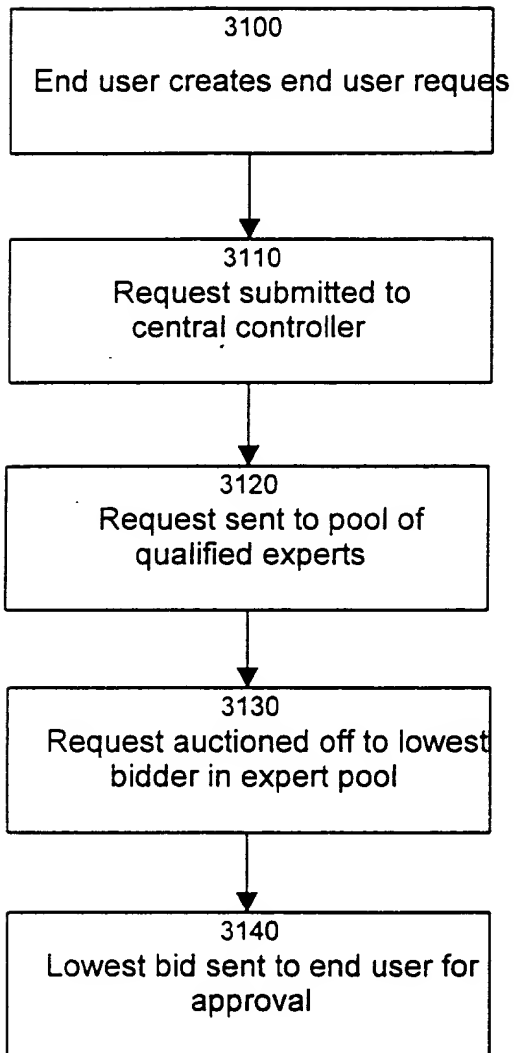 3100
End user creates end user reques
3110
Request submitted to
central controller
3120
Request sent to pool of
qualified experts
3130
Request auctioned off to lowest
bidder in expert pool
3140
Lowest bid sent to end user for
approval